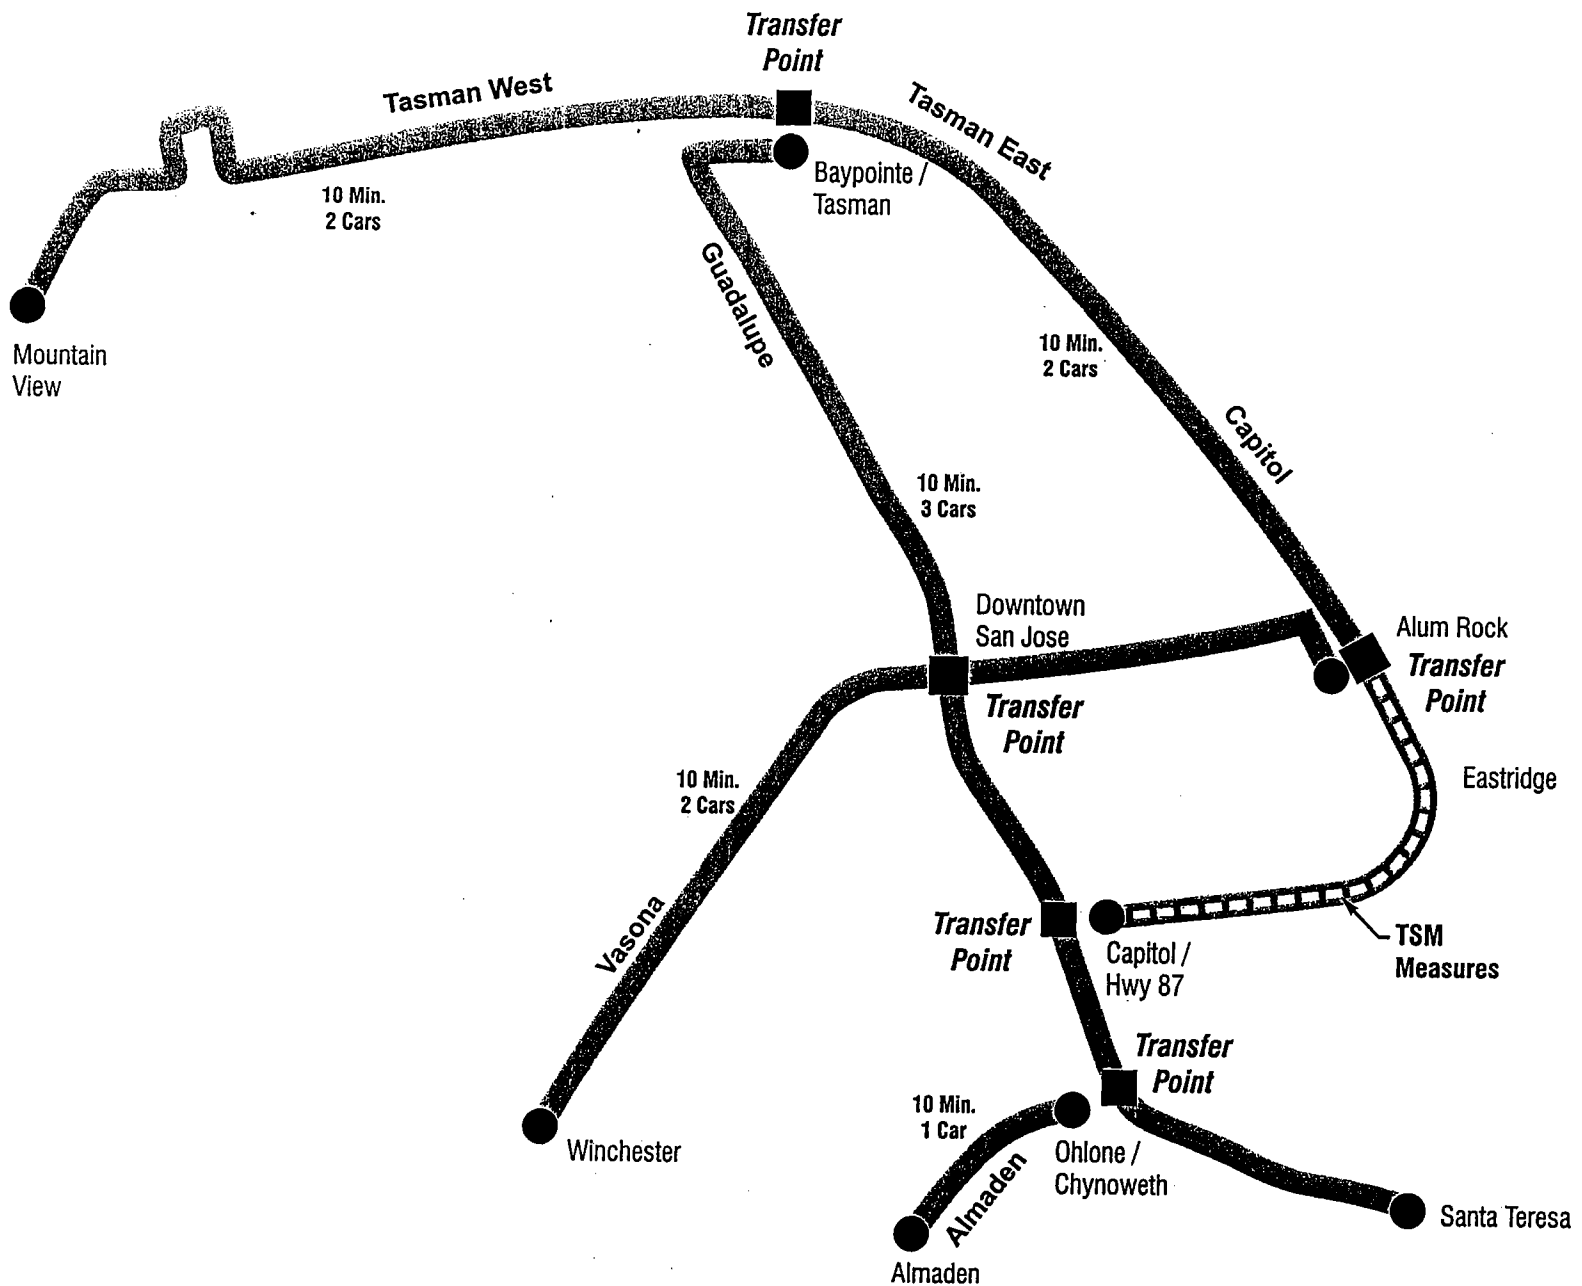 Transfer
Point
Tasman West
Tasman East
Baypointe /
Tasman
10 Min.
2 Cars
Guadalupe
Mountain
View
10 Min.
2 Cars
Capitol
10 Min.
3 Cars
Downtown
San Jose
Alum Rock
Transfer
Point
Transfer
Point
10 Min.
2 Cars
Eastridge
Vasona
Transfer
Point
Capitol /
Hwy 87
TSM
Measures
Transfer
Point
10 Min.
1 Car
Winchester
Ohlone /
Chynoweth
Almaden
Santa Teresa
Almaden